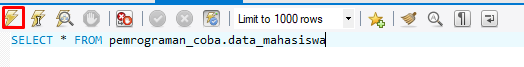 Limit to 1000 rows
SELECT * FROM pemrograman_coba.data_mahasiswa